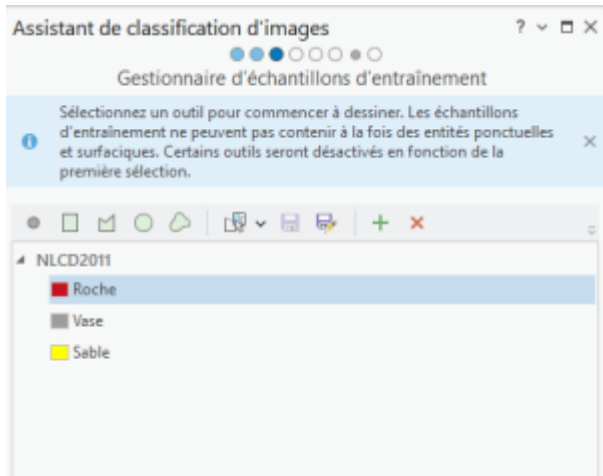 Assistant de classification d'images
Gestionnaire d'échantillons d'entraînement
Sélectionnez un outil pour commencer à dessiner. Les échantillons
d'entraînement ne peuvent pas contenir à la fois des entités ponctuelles
et surfaciques. Certains outils seront désactivés en fonction de la
première sélection.
NLCD2011
Roche
Vase
Sable